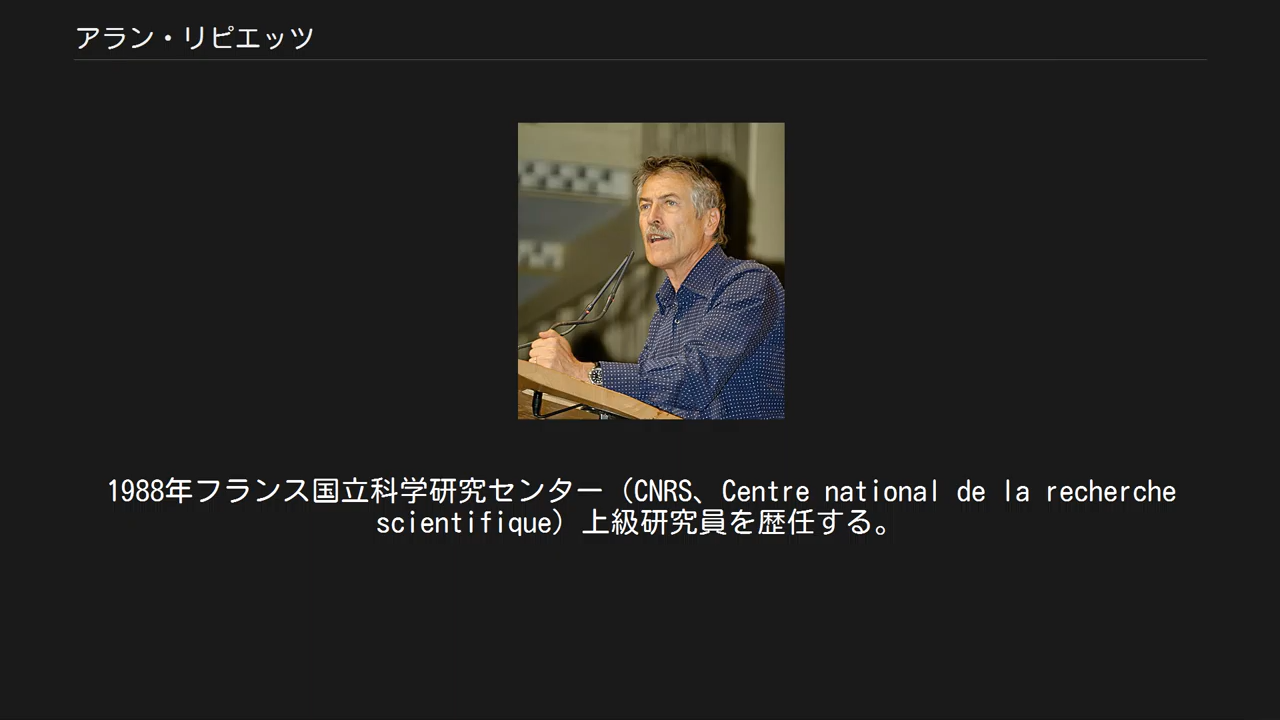 アラン・リピエッツ
1988年フランス国立科学研究センター（CNRS、Centre national de la recherche
scientifique）上級研究員を歴任する。